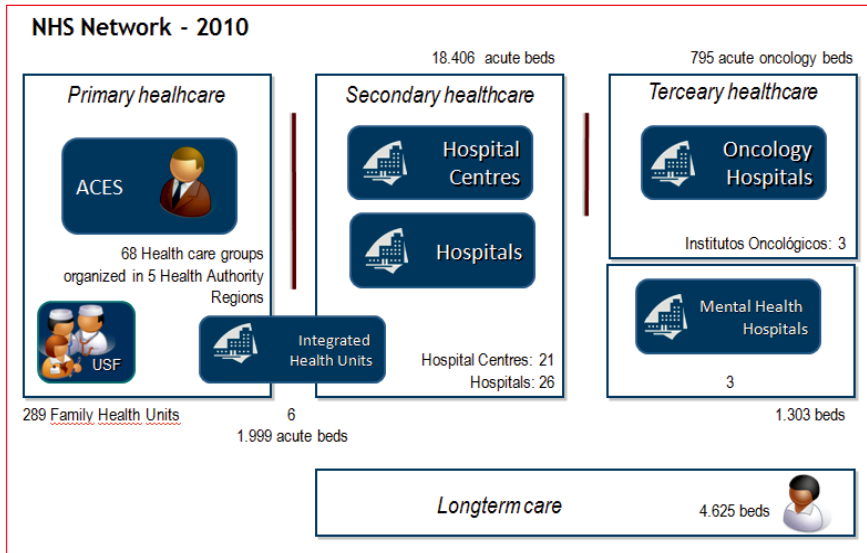 NHS Network - 2010
18.406 acute beds
795 acute oncology beds
Primary healhcare
ACES
68 Health care groups
organized in 5 Health Authority
Regions
USF
289 Family Health Units
Integrated
Health Units
6
1.999 acute beds
Secondary healthcare
Hospital
Centres
Hospitals
Hospital Centres: 21
Hospitals: 26
Terceary healthcare
Oncology
Hospitals
Institutos Oncológicos: 3
Mental Health
Hospitals
3
1.303 beds
Longterm care
4.625 beds